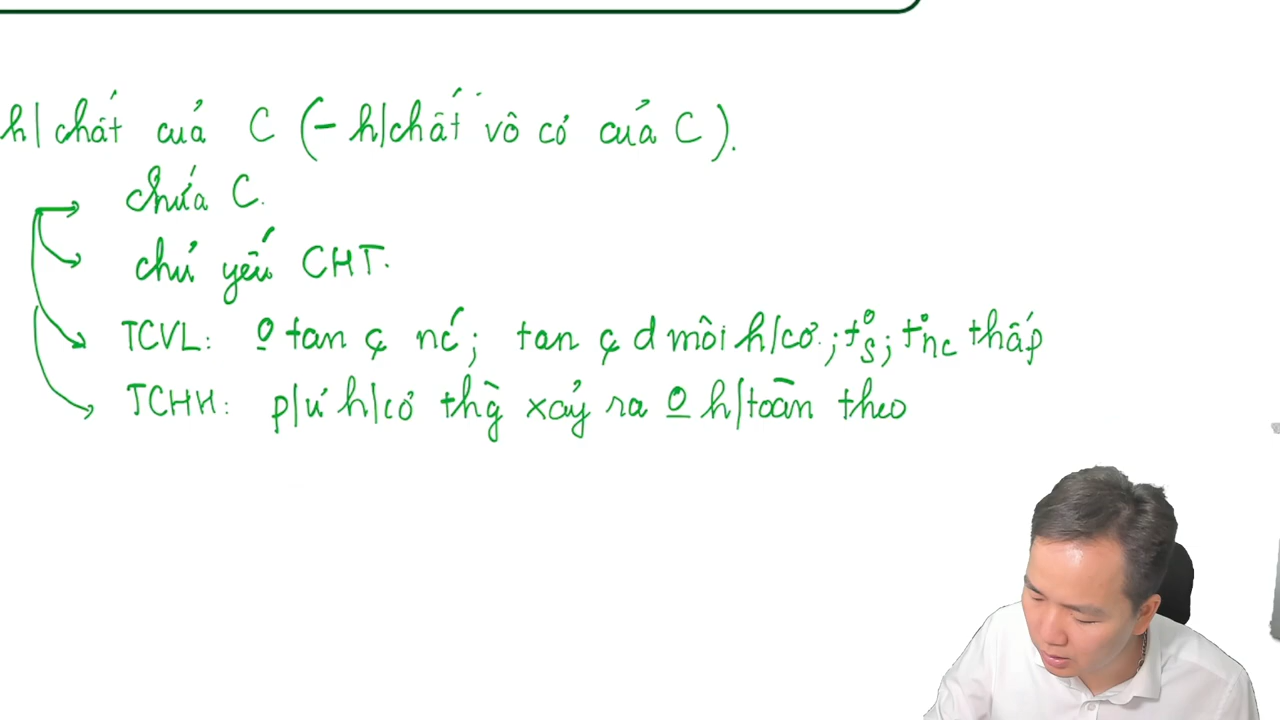 h/chất của C (- h/chất vô cơ của C).
chứa C.
chủ yếu CHT.
TCVL: 0 tan ç nc'; tan ç d môi h/cơ; t°s; t°nc thấp
TCHH: p/ứ h/cơ thg xảy ra 0 h/toàn theo